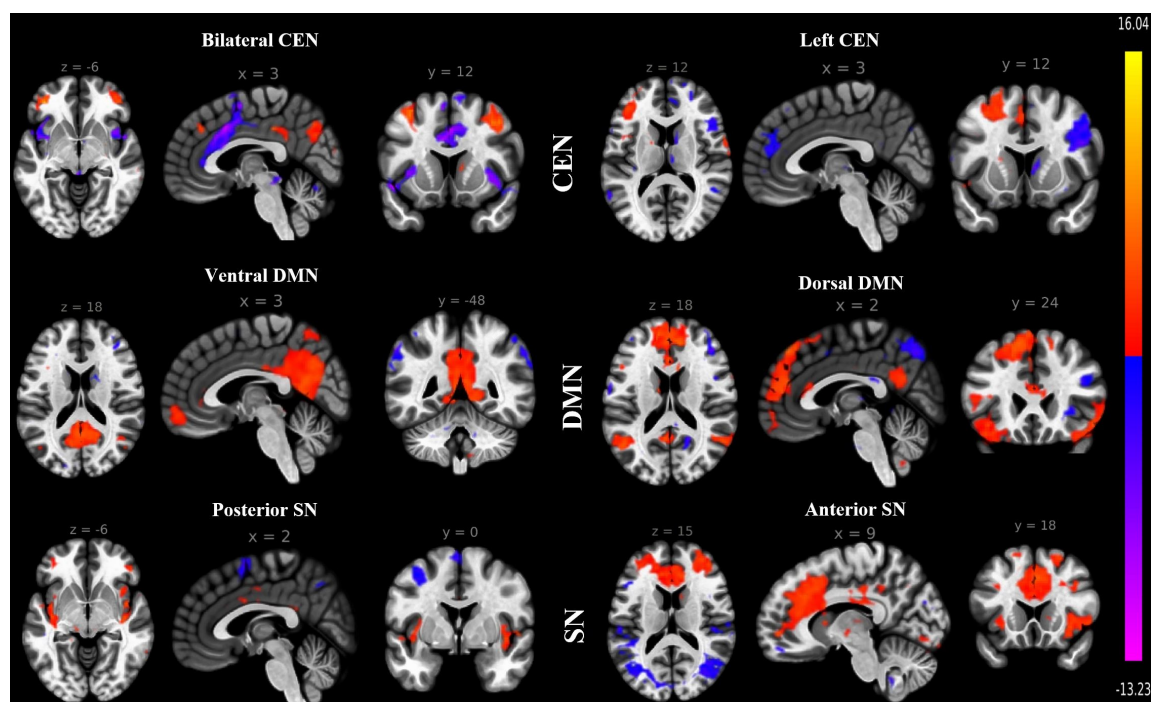 16.04
Bilateral CEN
Left CEN
z = -6
x = 3
y = 12
z = 12
x = 3
y = 12
CEN
Ventral DMN
Dorsal DMN
z = 18
x = 3
y = -48
z = 18
x = 2
y = 24
DMN
Posterior SN
Anterior SN
z = -6
x = 2
y = 0
z = 15
x = 9
y = 18
SN
-13.23